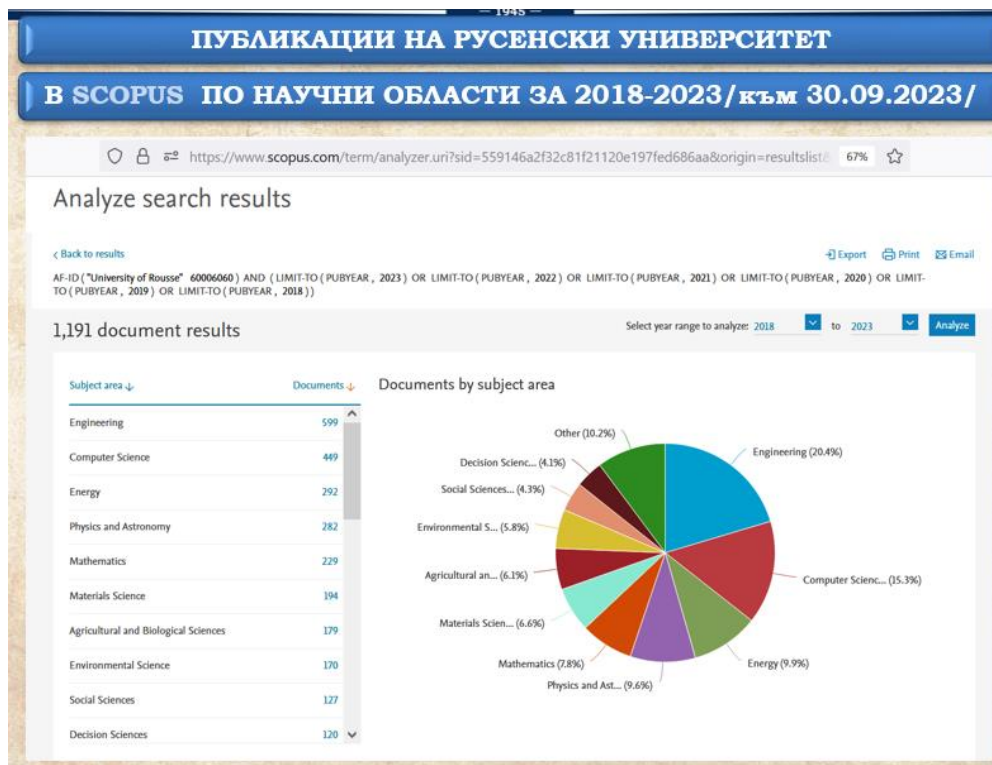 — 1945 —
ПУБЛИКАЦИИ НА РУСЕНСКИ УНИВЕРСИТЕТ
В SCOPUS ПО НАУЧНИ ОБЛАСТИ ЗА 2018-2023/към 30.09.2023/
https://www.scopus.com/term/analyzer.uri?sid=559146a2f32c81f21120e197fed686aa&origin=resultslist& 67%
Analyze search results
Back to results
Export Print Email
AF-ID ( "University of Rousse" 60006060 ) AND ( LIMIT-TO ( PUBYEAR , 2023 ) OR LIMIT-TO ( PUBYEAR , 2022 ) OR LIMIT-TO ( PUBYEAR , 2021 ) OR LIMIT-TO ( PUBYEAR , 2020 ) OR LIMIT-
TO ( PUBYEAR , 2019 ) OR LIMIT-TO ( PUBYEAR , 2018 ) )
1,191 document results
Select year range to analyze: 2018 to 2023 Analyze
Subject area Documents
Engineering 599
Computer Science 449
Energy 292
Physics and Astronomy 282
Mathematics 229
Materials Science 194
Agricultural and Biological Sciences 179
Environmental Science 170
Social Sciences 127
Decision Sciences 120
Documents by subject area
Other (10.2%)
Decision Scienc... (4.1%)
Social Sciences... (4.3%)
Environmental S... (5.8%)
Agricultural an... (6.1%)
Materials Scien... (6.6%)
Mathematics (7.8%)
Physics and Ast... (9.6%)
Engineering (20.4%)
Computer Scienc... (15.3%)
Energy (9.9%)